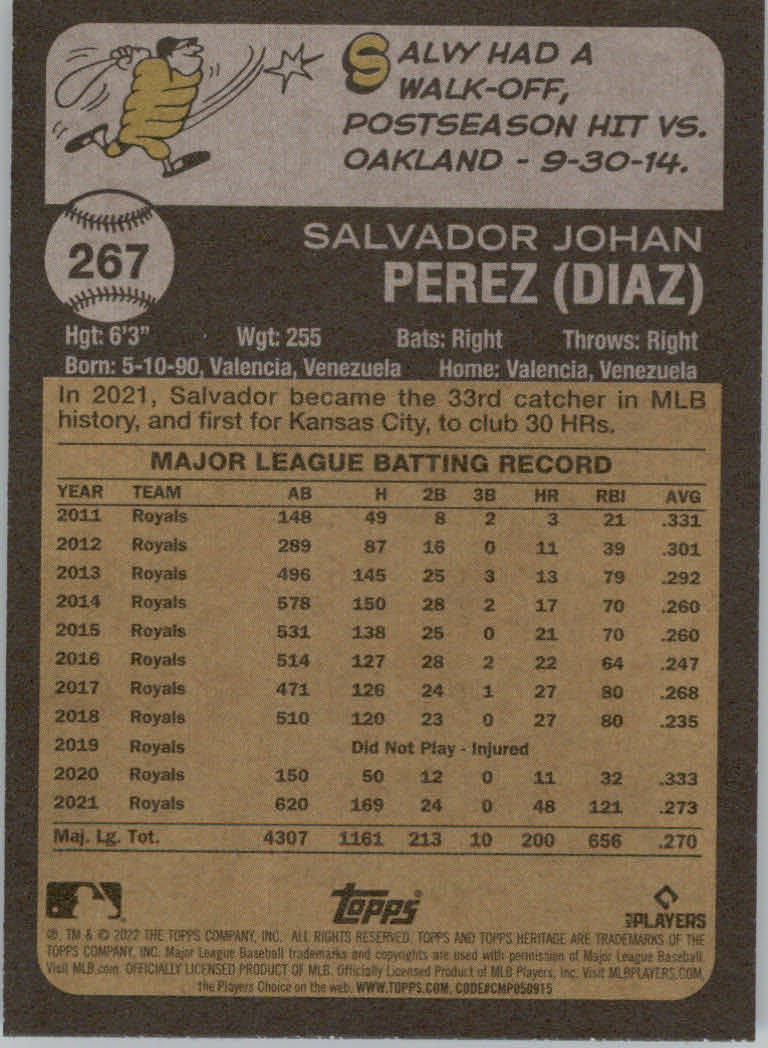 SALVY HAD A
WALK-OFF,
POSTSEASON HIT VS.
OAKLAND - 9-30-14.
267
SALVADOR JOHAN
PEREZ (DIAZ)
Hgt: 6'3" Wgt: 255 Bats: Right Throws: Right
Born: 5-10-90, Valencia, Venezuela Home: Valencia, Venezuela
In 2021, Salvador became the 33rd catcher in MLB
history, and first for Kansas City, to club 30 HRs.
MAJOR LEAGUE BATTING RECORD
YEAR TEAM AB H 2B 3B HR RBI AVG
2011 Royals 148 49 8 2 3 21 .331
2012 Royals 289 87 16 0 11 39 .301
2013 Royals 496 145 25 3 13 79 .292
2014 Royals 578 150 28 2 17 70 .260
2015 Royals 531 138 25 0 21 70 .260
2016 Royals 514 127 28 2 22 64 .247
2017 Royals 471 126 24 1 27 80 .268
2018 Royals 510 120 23 0 27 80 .235
2019 Royals Did Not Play - Injured
2020 Royals 150 50 12 0 11 32 .333
2021 Royals 620 169 24 0 48 121 .273
Maj. Lg. Tot. 4307 1161 213 10 200 656 .270
Topps
MLB PLAYERS
®, TM & © 2022 THE TOPPS COMPANY, INC. ALL RIGHTS RESERVED. TOPPS AND TOPPS HERITAGE ARE TRADEMARKS OF THE
TOPPS COMPANY, INC. Major League Baseball trademarks and copyrights are used with permission of Major League Baseball.
Visit MLB.com. OFFICIALLY LICENSED PRODUCT OF MLB. Officially Licensed Product of MLB Players, Inc. Visit MLBPLAYERS.COM,
the Players Choice on the web. WWW.TOPPS.COM. CODE#CMP050915